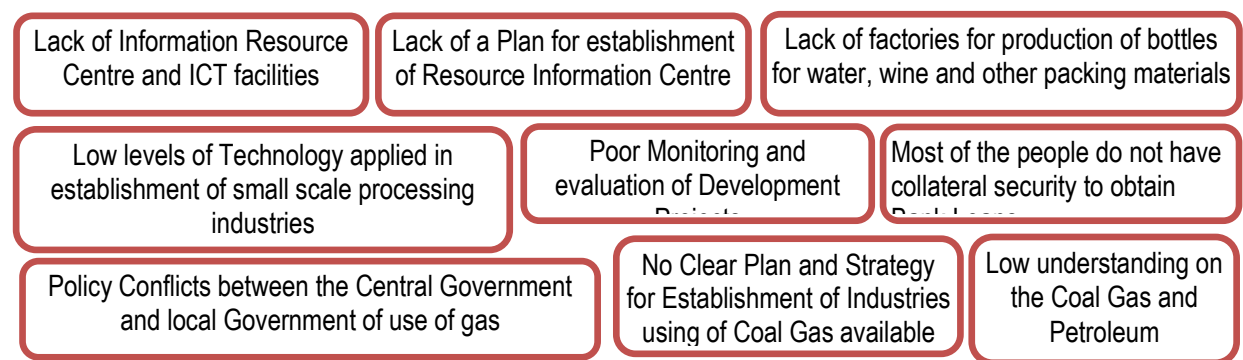 Lack of Information Resource
Centre and ICT facilities
Lack of a Plan for establishment
of Resource Information Centre
Lack of factories for production of bottles
for water, wine and other packing materials
Low levels of Technology applied in
establishment of small scale processing
industries
Poor Monitoring and
evaluation of Development
Most of the people do not have
collateral security to obtain
Policy Conflicts between the Central Government
and local Government of use of gas
No Clear Plan and Strategy
for Establishment of Industries
using of Coal Gas available
Low understanding on
the Coal Gas and
Petroleum